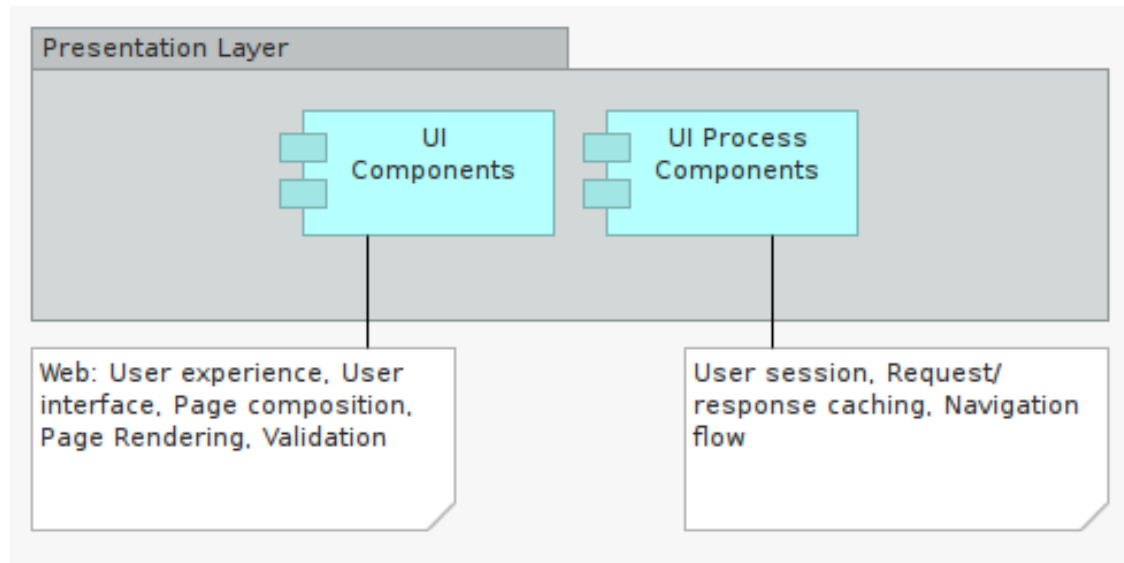 Presentation Layer
UI
Components
UI Process
Components
Web: User experience, User
interface, Page composition,
Page Rendering, Validation
User session, Request/
response caching, Navigation
flow